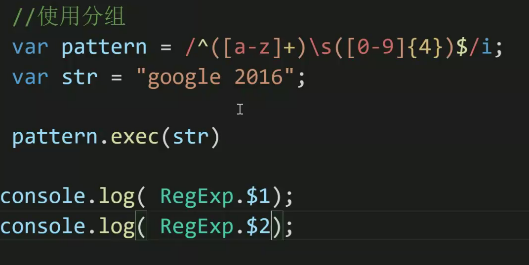 //使用分组
var pattern = /^([a-z]+)\s([0-9]{4})$/i;
var str = "google 2016";
pattern.exec(str)
console.log( RegExp.$1);
console.log( RegExp.$2);